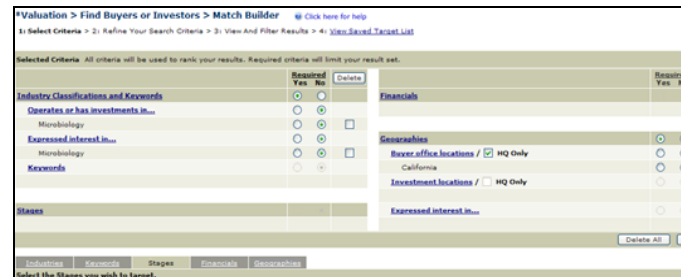 *Valuation > Find Buyers or Investors > Match Builder Click here for help
1: Select Criteria > 2: Refine Your Search Criteria > 3: View And Filter Results > 4: View Saved Target List
Selected Criteria All criteria will be used to rank your results. Required criteria will limit your result set.
Required
Yes No
Delete
Industry Classifications and Keywords
Operates or has investments in...
Microbiology
Expressed interest in...
Microbiology
Keywords
Stages
Yes
Financials
Geographies
Buyer office locations / HQ Only
California
Investment locations / HQ Only
Expressed interest in...
Delete All
Industries Keywords Stages Financials Geographies
Select the Stages you wish to target.